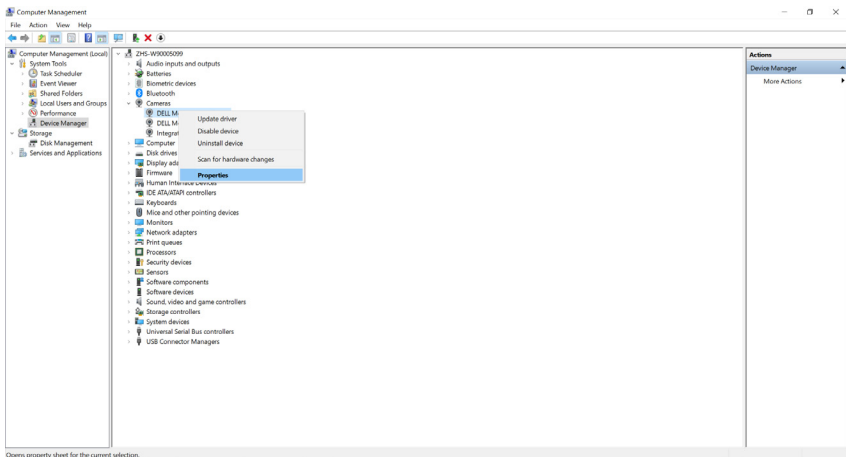 Computer Management
File Action View Help
Computer Management (Local)
System Tools
Task Scheduler
Event Viewer
Shared Folders
Local Users and Groups
Performance
Device Manager
Storage
Disk Management
Services and Applications
ZHS-W90005099
Audio inputs and outputs
Batteries
Biometric devices
Bluetooth
Cameras
DELL M
DELL M
Integrat
Computer
Disk drives
Display ada
Firmware
Human Interface Devices
IDE ATA/ATAPI controllers
Keyboards
Mice and other pointing devices
Monitors
Network adapters
Print queues
Processors
Security devices
Sensors
Software components
Software devices
Sound, video and game controllers
Storage controllers
System devices
Universal Serial Bus controllers
USB Connector Managers
Update driver
Disable device
Uninstall device
Scan for hardware changes
Properties
Actions
Device Manager
More Actions
Opens property sheet for the current selection.